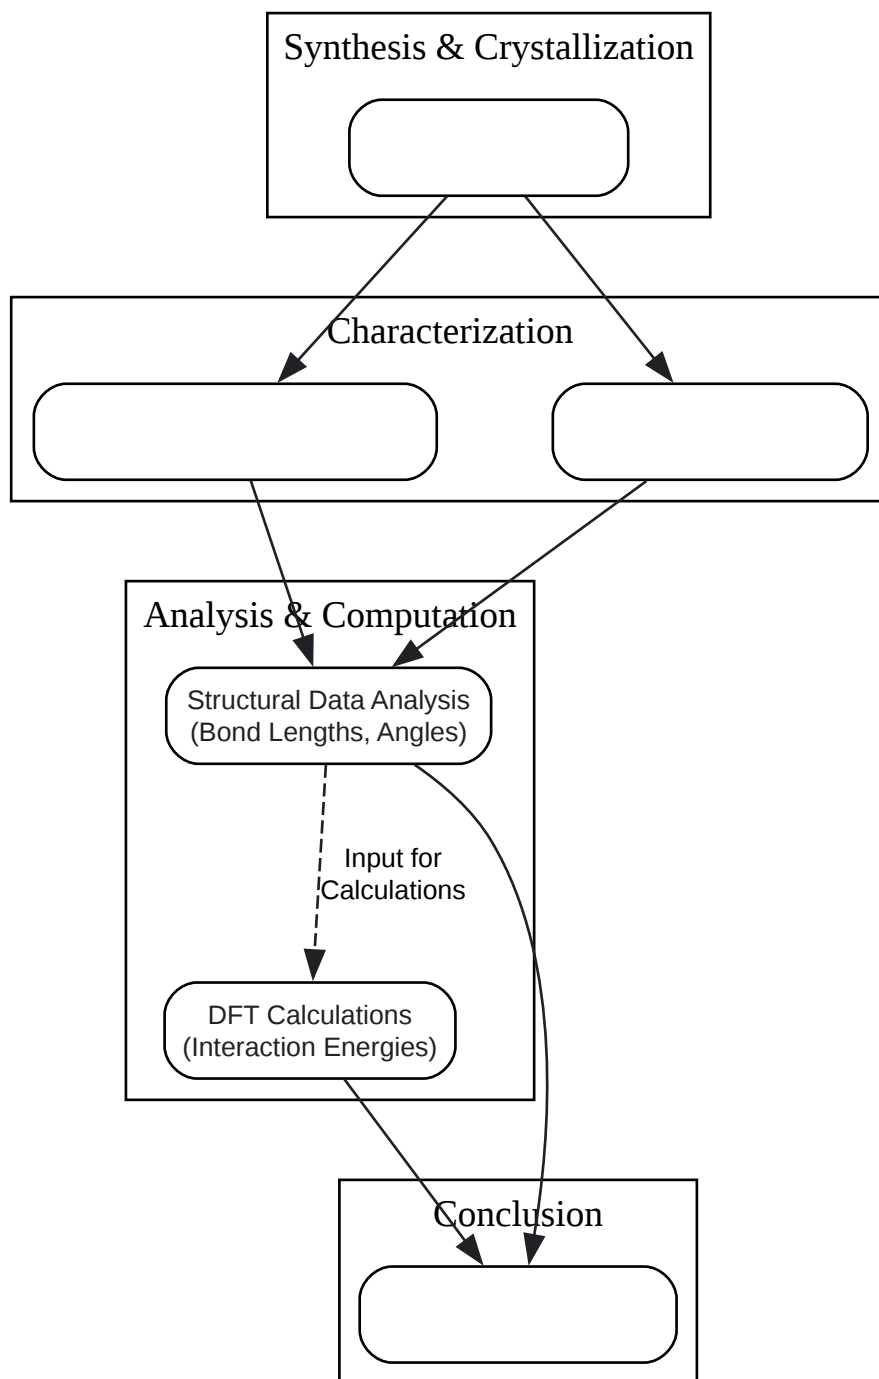 Synthesis & Crystallization
Characterization
Analysis & Computation
Structural Data Analysis
(Bond Lengths, Angles)
Input for
Calculations
DFT Calculations
(Interaction Energies)
Conclusion